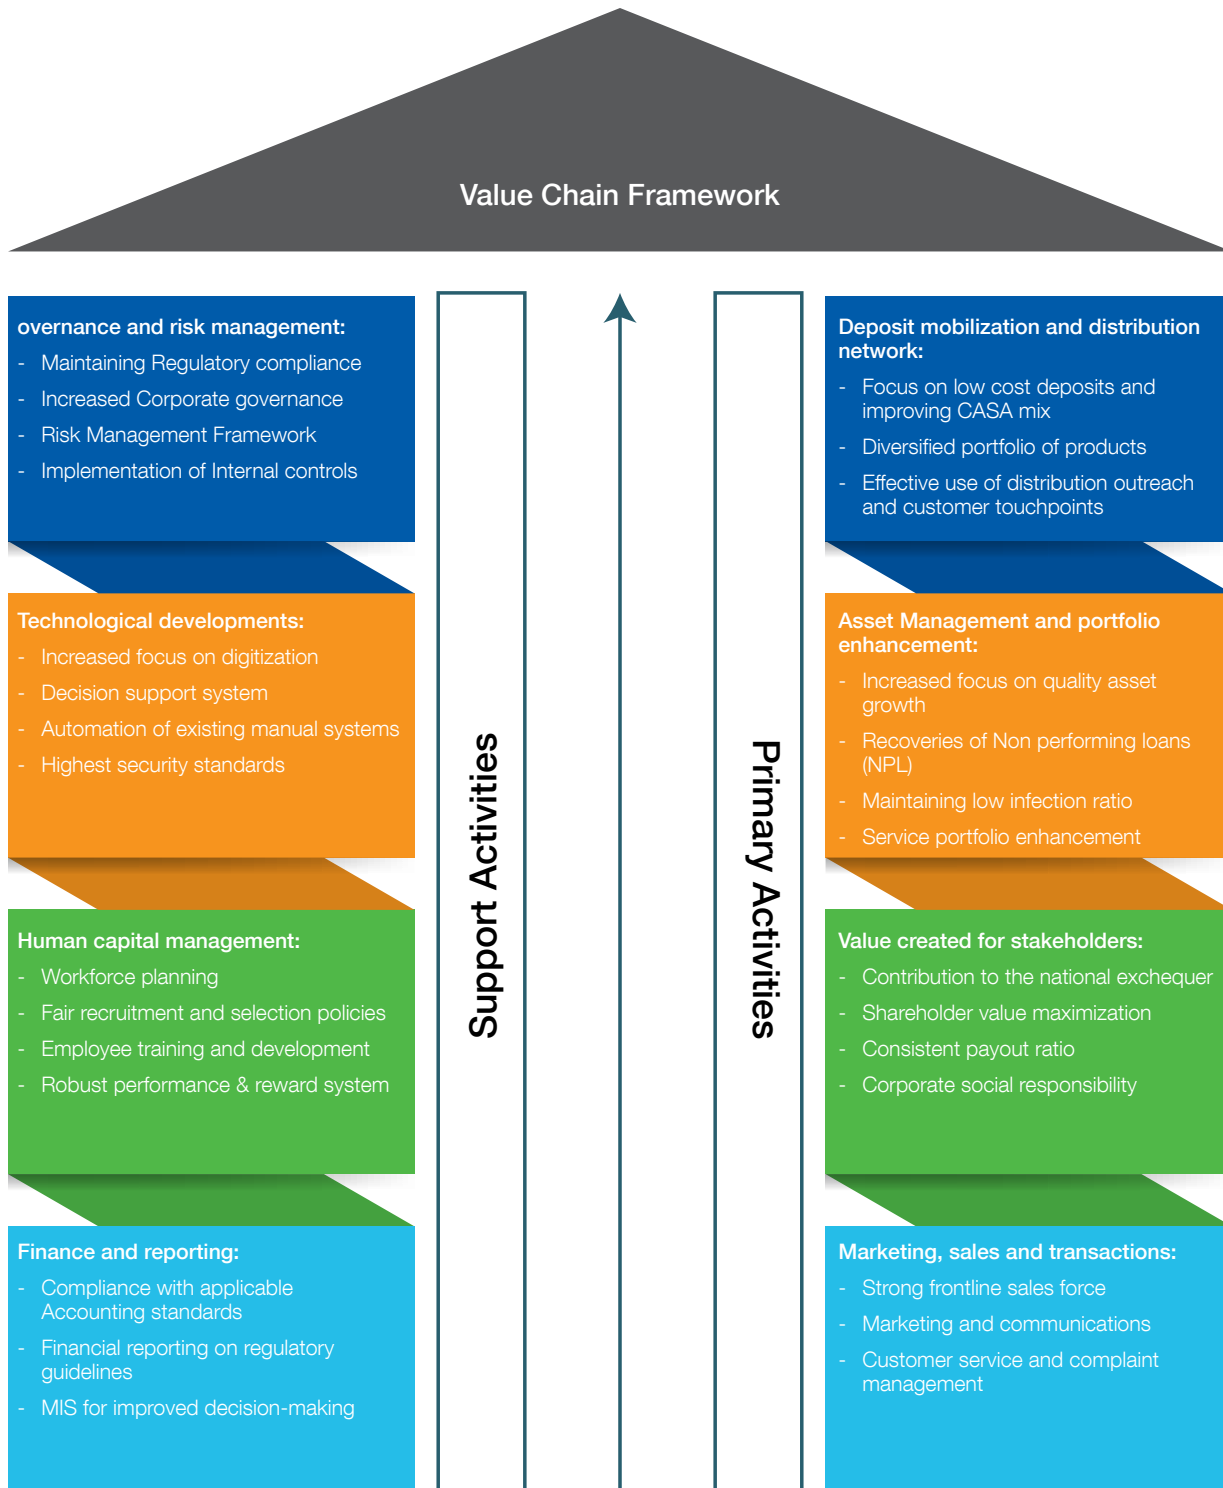 Value Chain Framework
overnance and risk management:
- Maintaining Regulatory compliance
- Increased Corporate governance
- Risk Management Framework
- Implementation of Internal controls
Technological developments:
- Increased focus on digitization
- Decision support system
- Automation of existing manual systems
- Highest security standards
Human capital management:
- Workforce planning
- Fair recruitment and selection policies
- Employee training and development
- Robust performance & reward system
Finance and reporting:
- Compliance with applicable
Accounting standards
- Financial reporting on regulatory
guidelines
- MIS for improved decision-making
Support Activities
Primary Activities
Deposit mobilization and distribution
network:
- Focus on low cost deposits and
improving CASA mix
- Diversified portfolio of products
- Effective use of distribution outreach
and customer touchpoints
Asset Management and portfolio
enhancement:
- Increased focus on quality asset
growth
- Recoveries of Non performing loans
(NPL)
- Maintaining low infection ratio
- Service portfolio enhancement
Value created for stakeholders:
- Contribution to the national exchequer
- Shareholder value maximization
- Consistent payout ratio
- Corporate social responsibility
Marketing, sales and transactions:
- Strong frontline sales force
- Marketing and communications
- Customer service and complaint
management